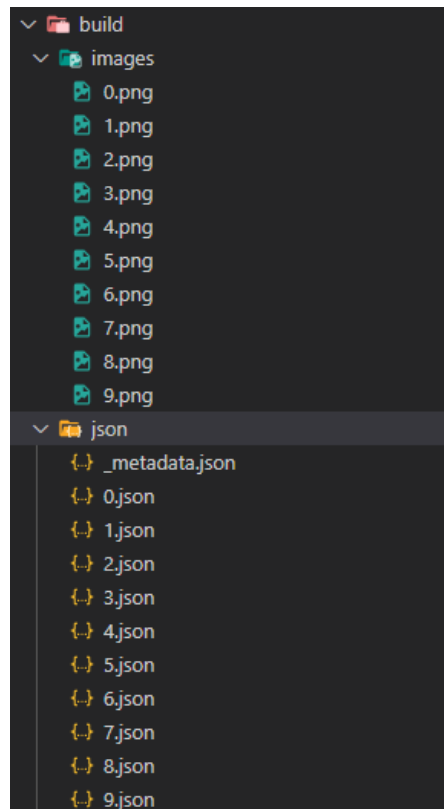 build
images
0.png
1.png
2.png
3.png
4.png
5.png
6.png
7.png
8.png
9.png
json
{..} _metadata.json
{..} 0.json
{..} 1.json
{..} 2.json
{..} 3.json
{..} 4.json
{..} 5.json
{..} 6.json
{..} 7.json
{..} 8.json
{..} 9.json